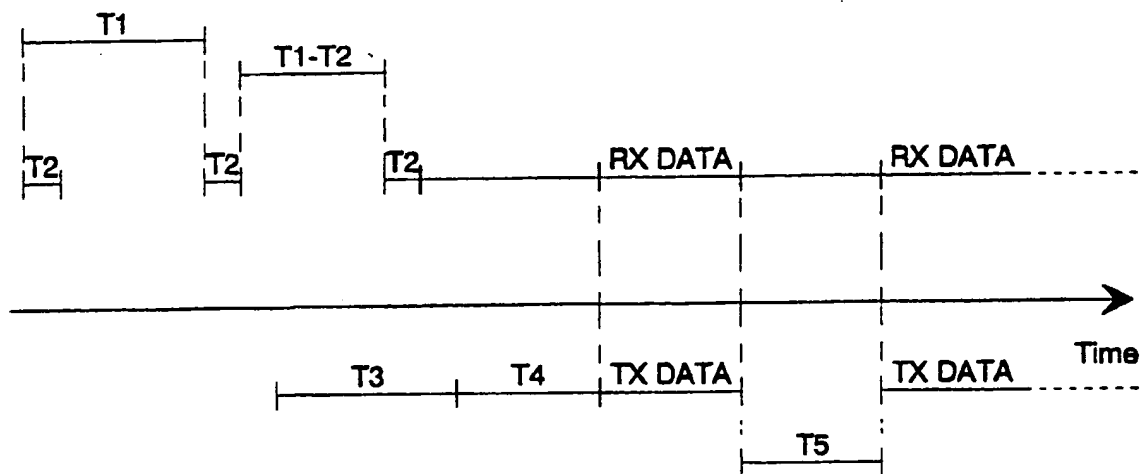 T1
T1-T2
T2 T2 T2 RX DATA RX DATA
Time
T3 T4 TX DATA TX DATA
T5